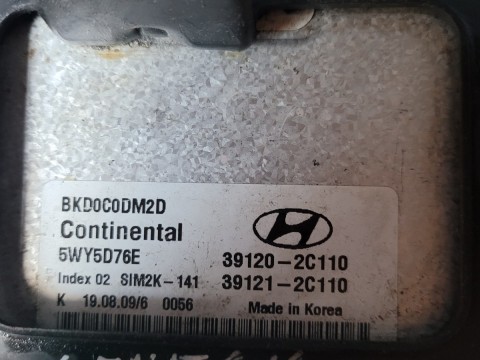 BKD0C0DM2D
Continental
5WY5D76E 39120-2C110
Index 02 SIM2K-141 39121-2C110
K 19.08.09/6 0056 Made in Korea